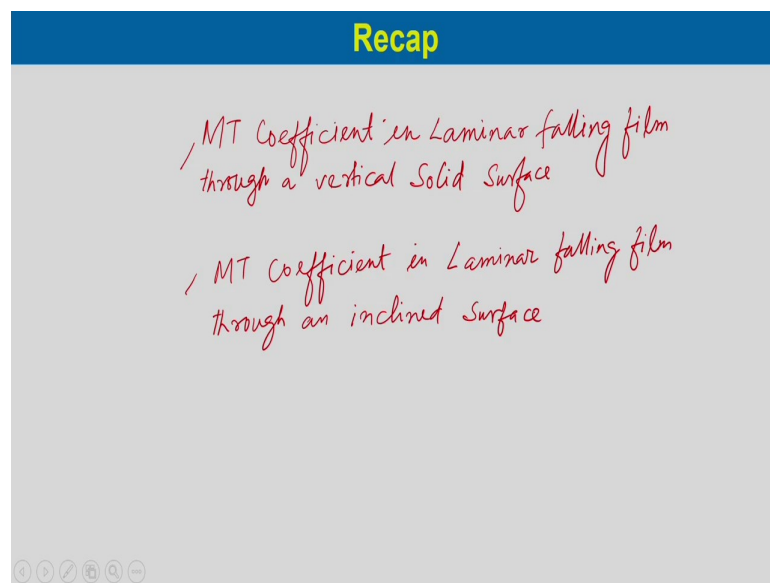 Recap
, MT Coefficient in Laminar falling film
through a vertical Solid Surface
, MT Coefficient in Laminar falling film
through an inclined Surface